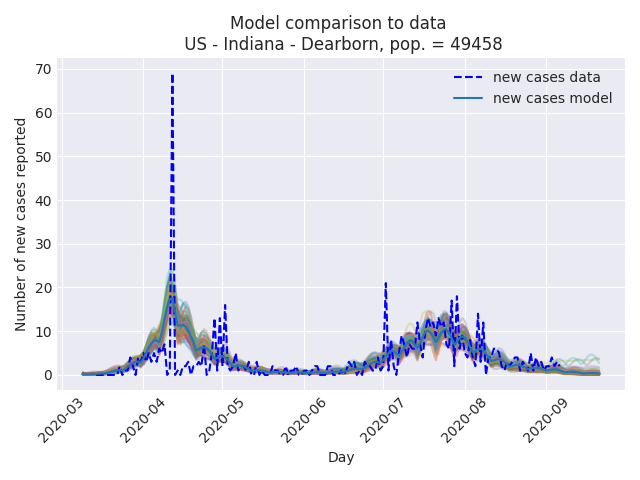 Model comparison to data
US - Indiana - Dearborn, pop. = 49458
new cases data
new cases model
Number of new cases reported
70
60
50
40
30
20
10
0
2020-03
2020-04
2020-05
2020-06
2020-07
2020-08
2020-09
Day